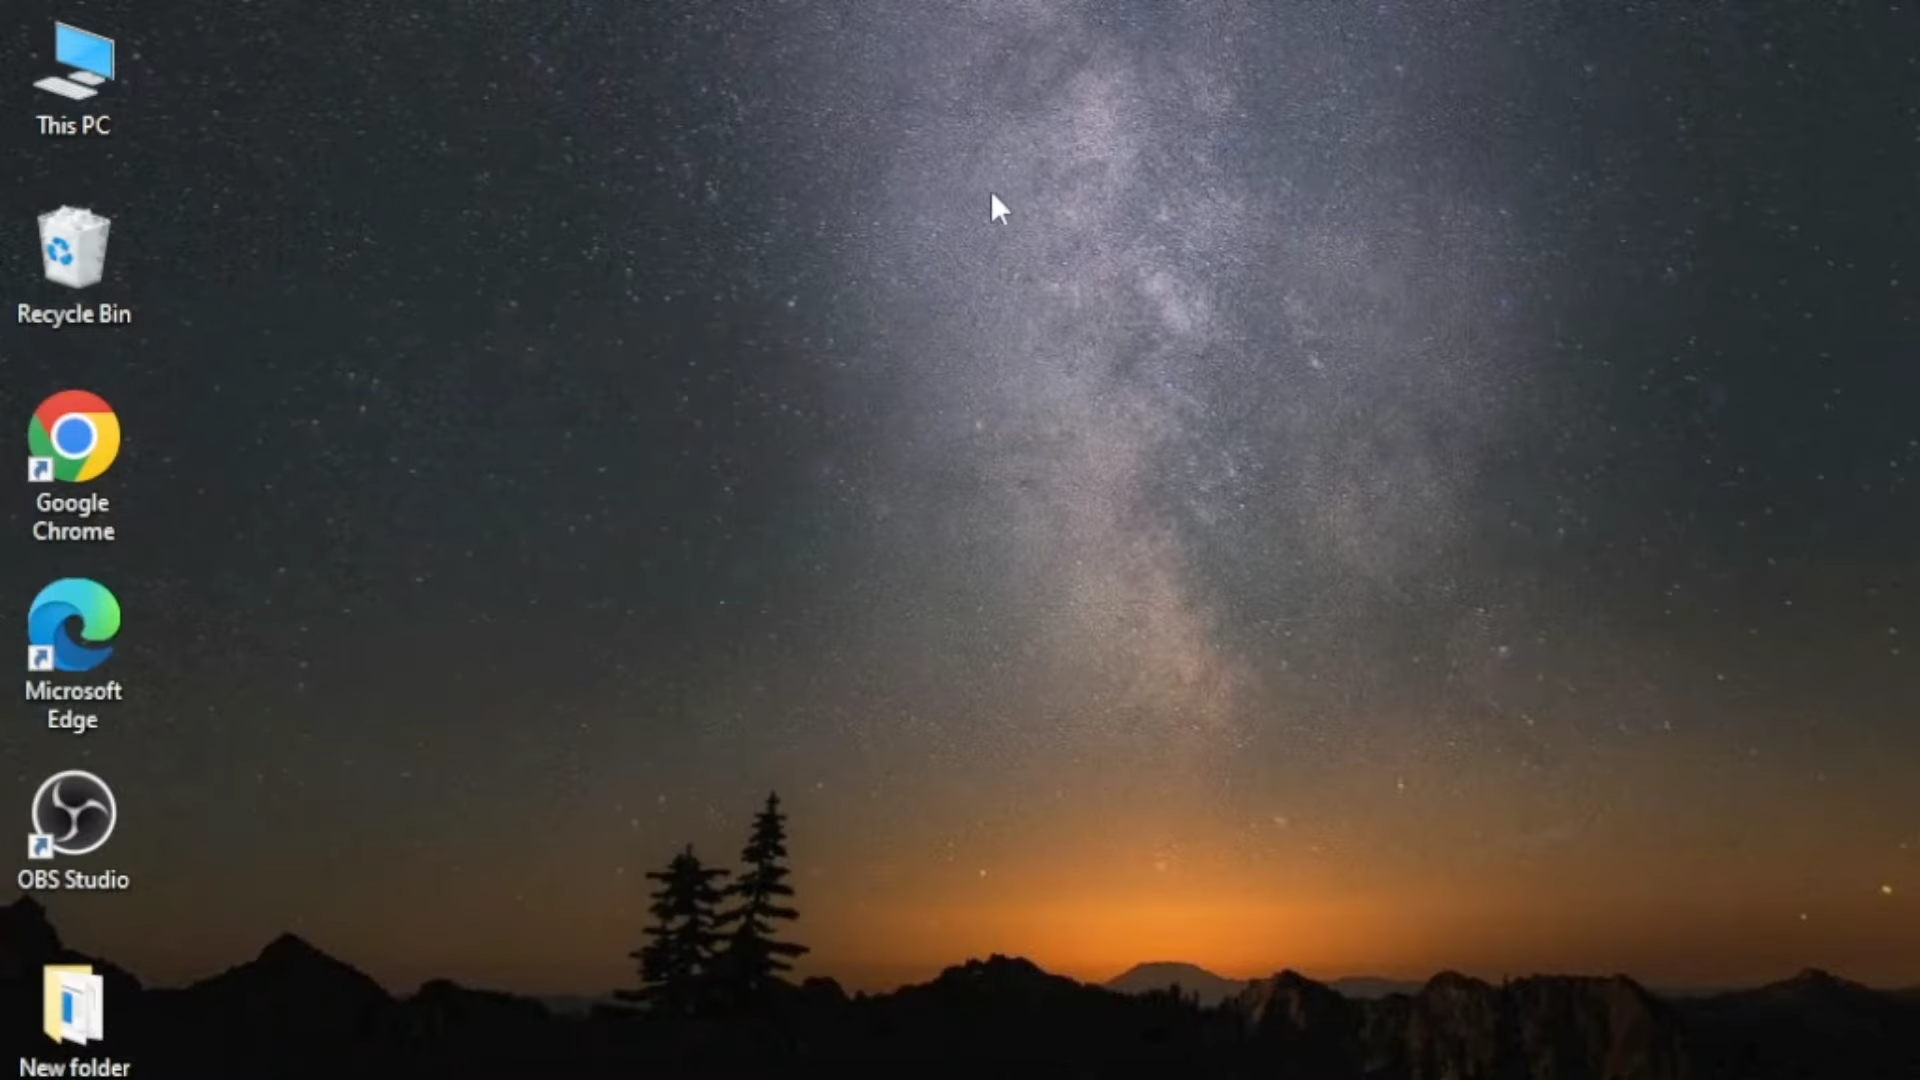 This PC
Recycle Bin
Google
Chrome
Microsoft
Edge
OBS Studio
New folder